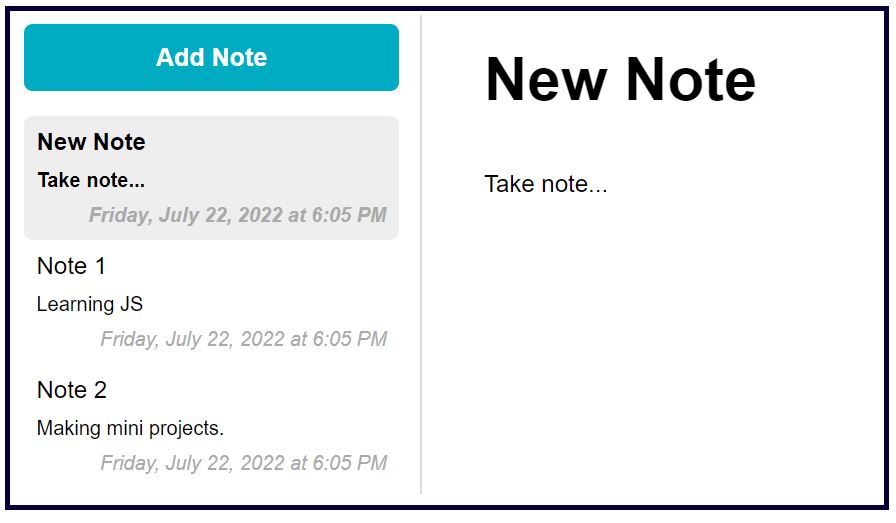 Add Note
New Note
Take note...
Friday, July 22, 2022 at 6:05 PM
Note 1
Learning JS
Friday, July 22, 2022 at 6:05 PM
Note 2
Making mini projects.
Friday, July 22, 2022 at 6:05 PM
New Note
Take note...